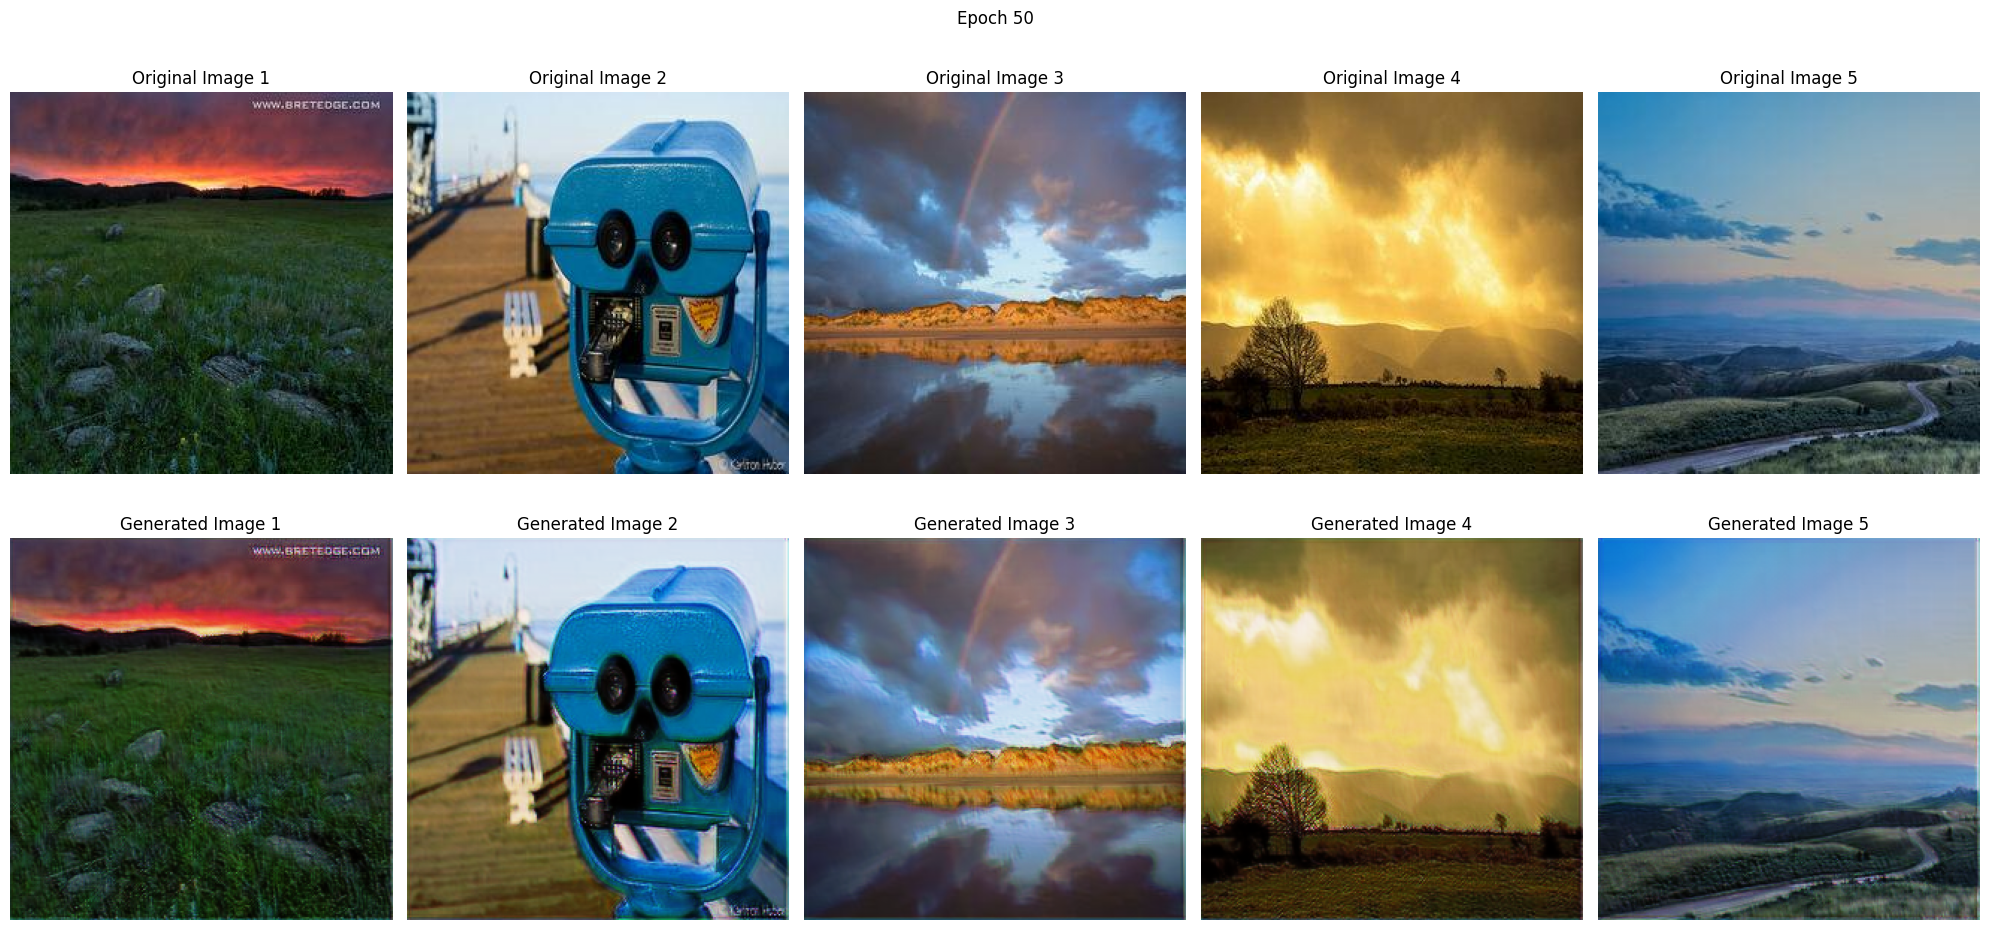 Epoch 50
Original Image 1
Original Image 2
Original Image 3
Original Image 4
Original Image 5
WWW.BRETEDGE.COM
© Karlton Huber
Generated Image 1
Generated Image 2
Generated Image 3
Generated Image 4
Generated Image 5
WWW.BRETEDGE.COM
© Karlton Huber